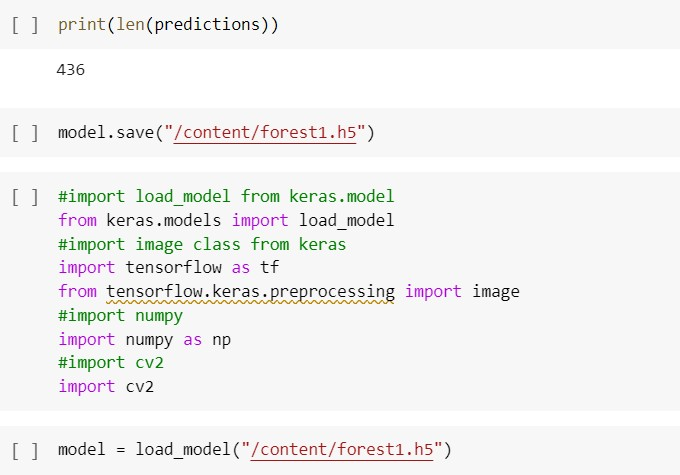 [ ] print(len(predictions))
436
[ ] model.save("/content/forest1.h5")
[ ] #import load_model from keras.model
from keras.models import load_model
#import image class from keras
import tensorflow as tf
from tensorflow.keras.preprocessing import image
#import numpy
import numpy as np
#import cv2
import cv2
[ ] model = load_model("/content/forest1.h5")